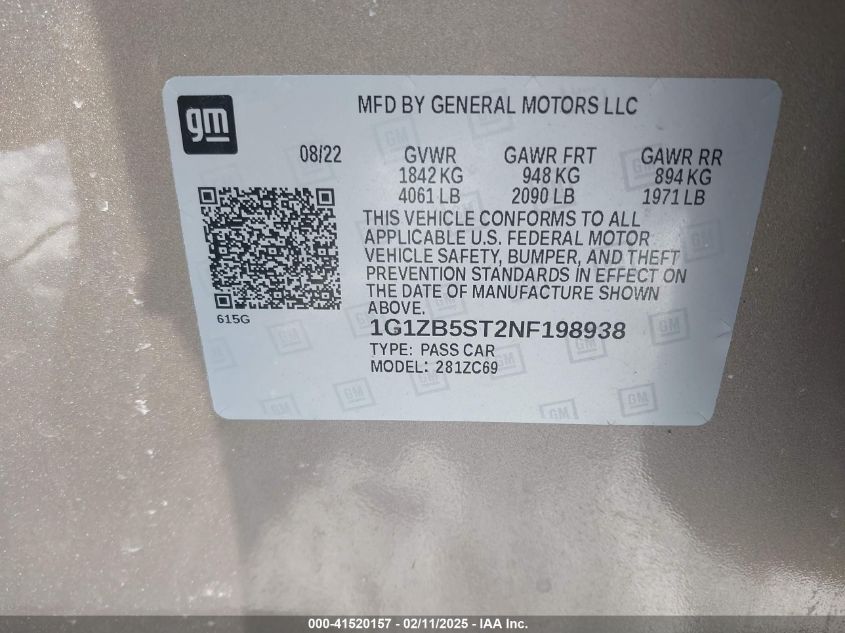 gm
MFD BY GENERAL MOTORS LLC
08/22 GVWR GAWR FRT GAWR RR
1842 KG 948 KG 894 KG
4061 LB 2090 LB 1971 LB
THIS VEHICLE CONFORMS TO ALL
APPLICABLE U.S. FEDERAL MOTOR
VEHICLE SAFETY, BUMPER, AND THEFT
PREVENTION STANDARDS IN EFFECT ON
THE DATE OF MANUFACTURE SHOWN
ABOVE.
615G
1G1ZB5ST2NF198938
TYPE: PASS CAR
MODEL: 281ZC69
000-41520157 - 02/11/2025 - IAA Inc.